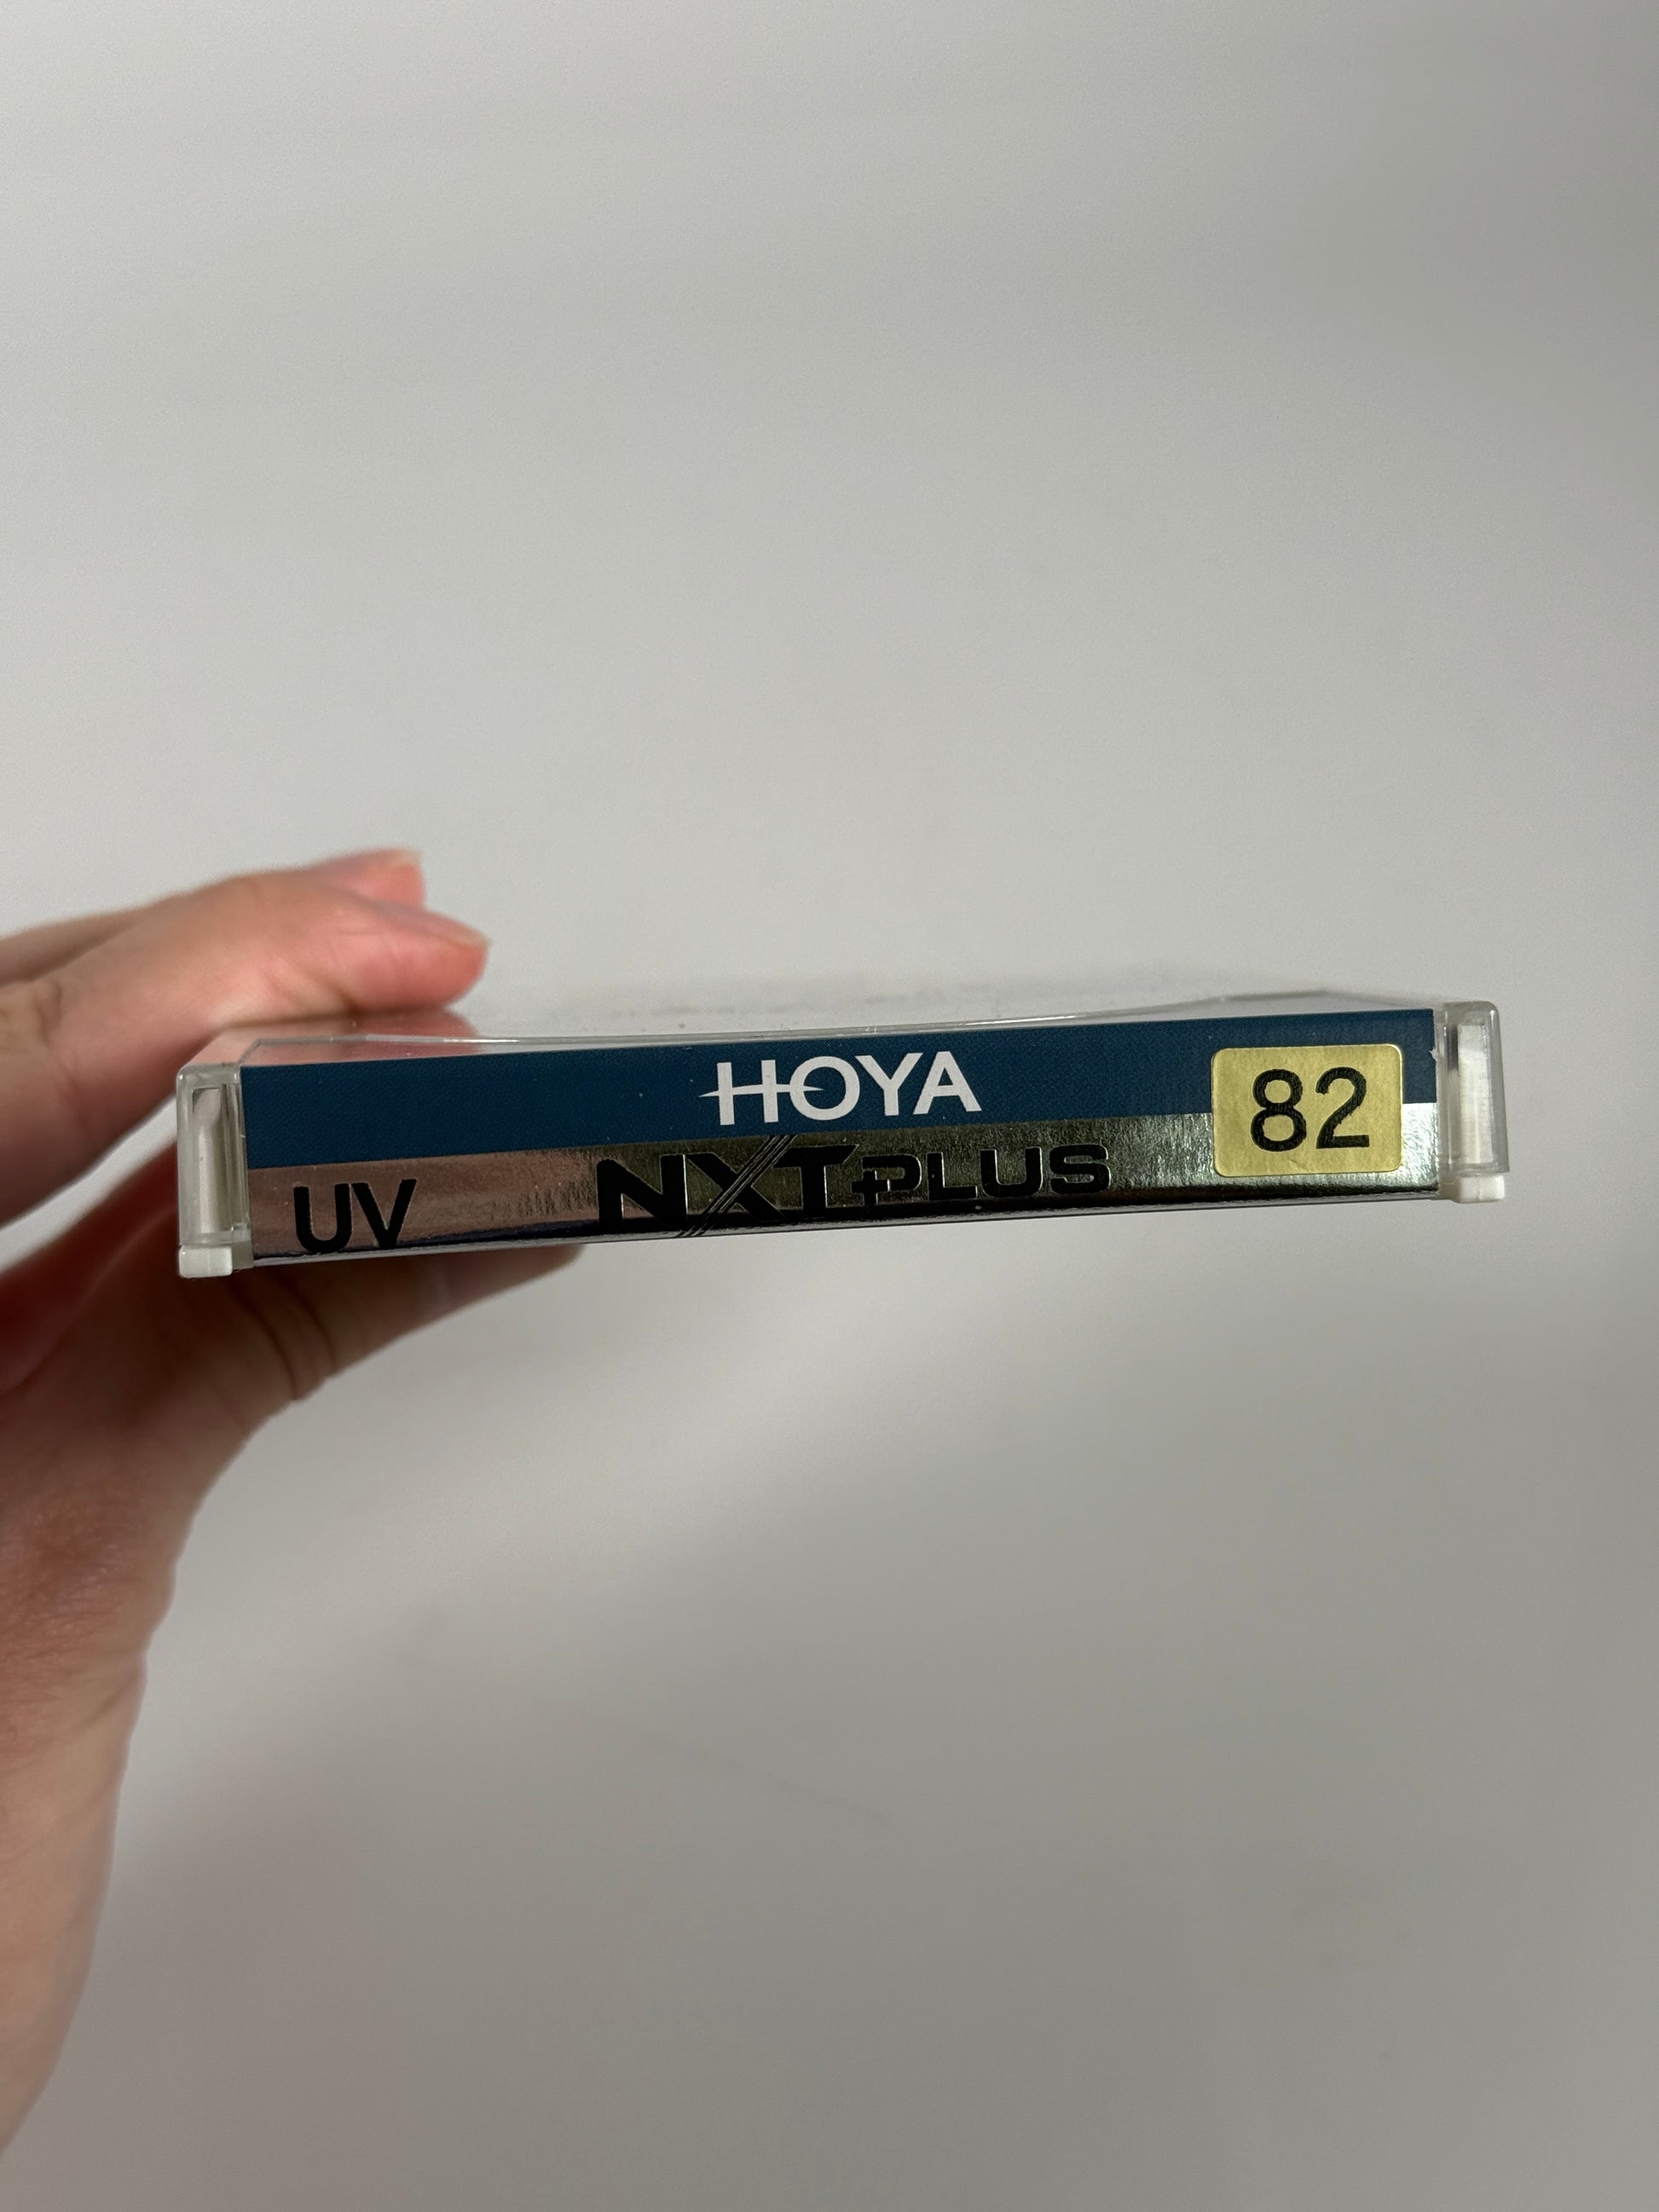 HOYA
82
NXT+PLUS
UV